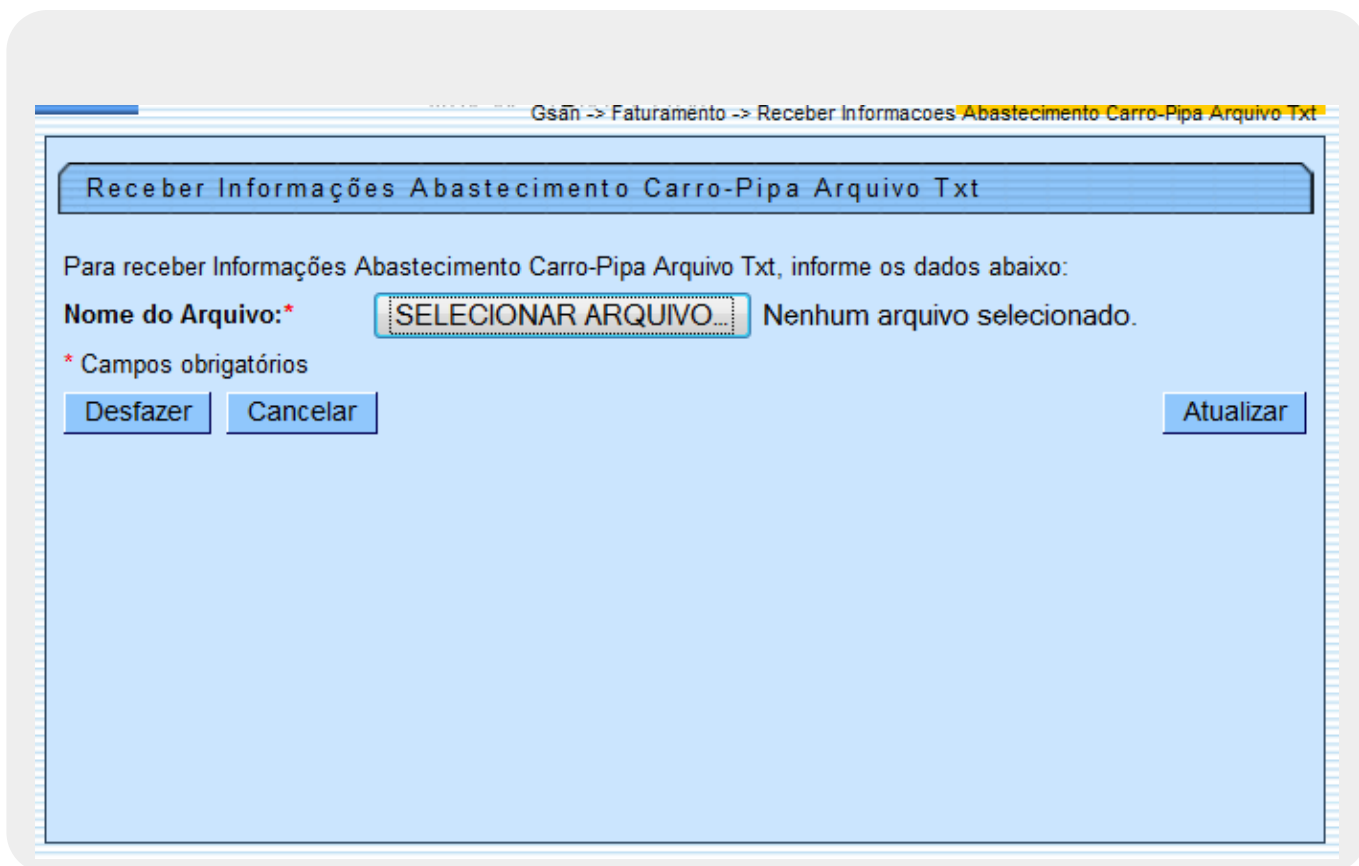 Gsan -> Faturamento -> Receber Informacoes Abastecimento Carro-Pipa Arquivo Txt
Receber Informações Abastecimento Carro-Pipa Arquivo Txt
Para receber Informações Abastecimento Carro-Pipa Arquivo Txt, informe os dados abaixo:
Nome do Arquivo:* SELECIONAR ARQUIVO... Nenhum arquivo selecionado.
* Campos obrigatórios
Desfazer Cancelar Atualizar